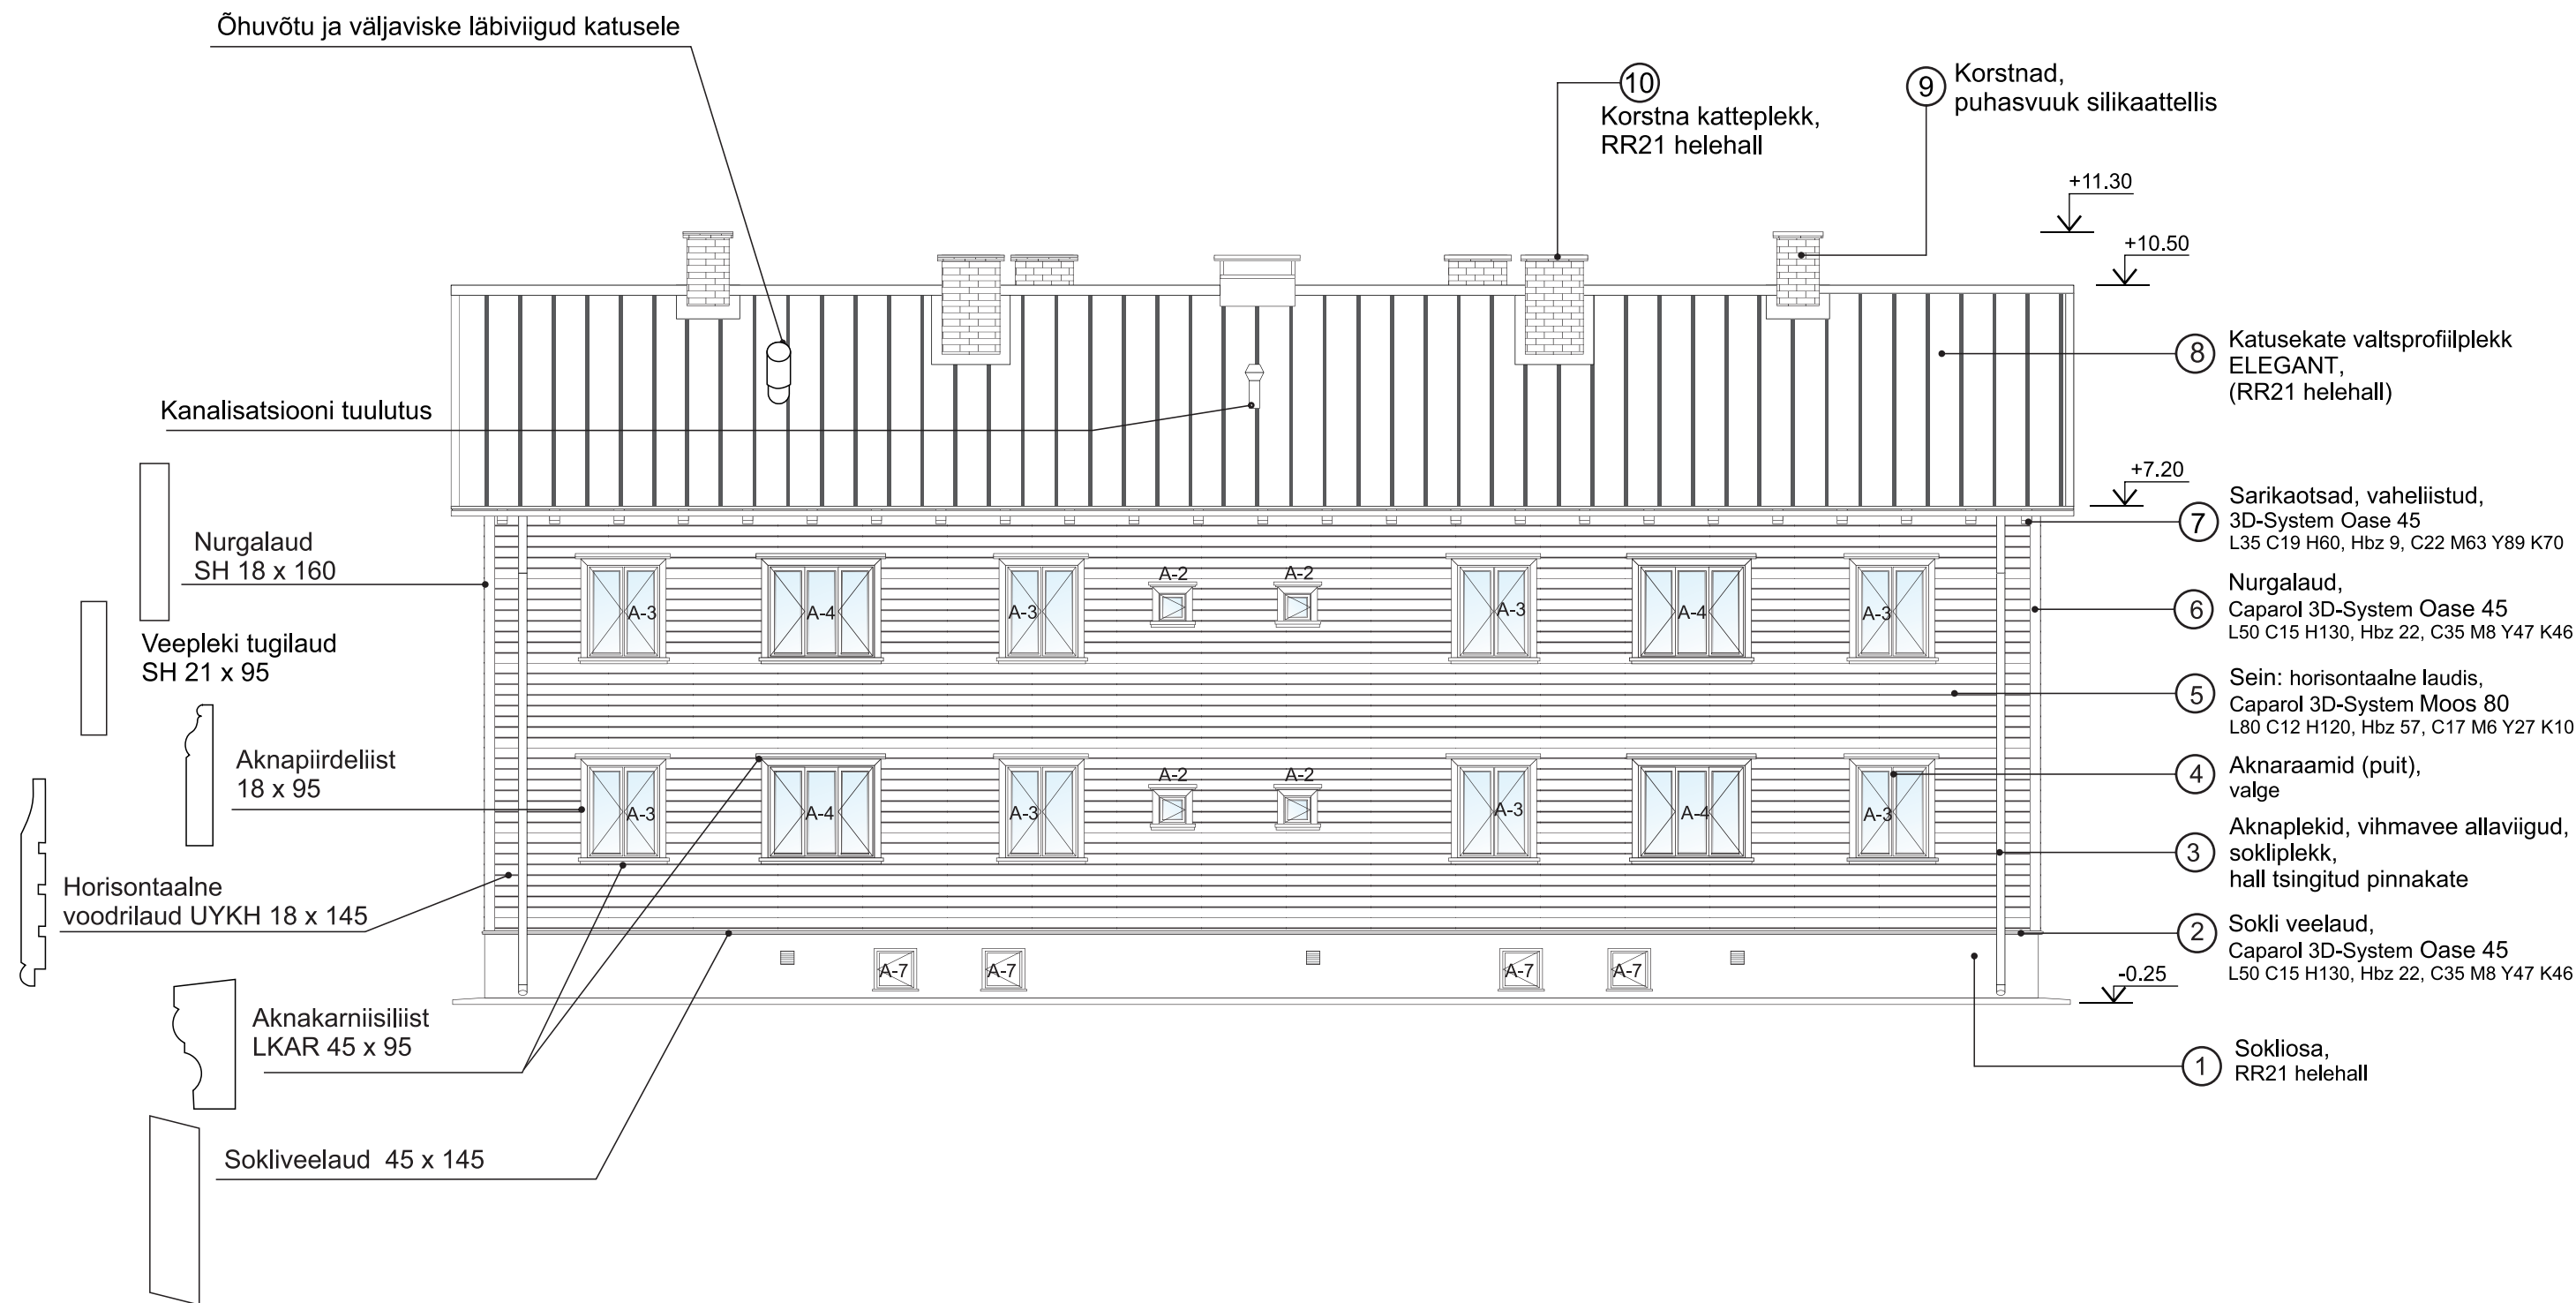 Õhuvõtu ja väljaviske läbiviigud katusele
10
Korstna katteplekk,
RR21 helehall
9
Korstnad,
puhasvuuk silikaattellis
+11.30
+10.50
8
Katusekate valtsprofiilplekk
ELEGANT,
(RR21 helehall)
Kanalisatsiooni tuulutus
+7.20
7
Sarikaotsad, vaheliistud,
3D-System Oase 45
L35 C19 H60, Hbz 9, C22 M63 Y89 K70
Nurgalaud
SH 18 x 160
A-3
A-4
A-3
A-2
A-2
A-3
A-4
A-3
6
Nurgalaud,
Caparol 3D-System Oase 45
L50 C15 H130, Hbz 22, C35 M8 Y47 K46
Veepleki tugilaud
SH 21 x 95
5
Sein: horisontaalne laudis,
Caparol 3D-System Moos 80
L80 C12 H120, Hbz 57, C17 M6 Y27 K10
Aknapiirdeliist
18 x 95
A-3
A-4
A-3
A-2
A-2
A-3
A-4
A-3
4
Aknaraamid (puit),
valge
3
Aknaplekid, vihmavee allaviigud,
sokliplekk,
hall tsingitud pinnakate
Horisontaalne
voodrilaud UYKH 18 x 145
2
Sokli veelaud,
Caparol 3D-System Oase 45
L50 C15 H130, Hbz 22, C35 M8 Y47 K46
A-7
A-7
A-7
A-7
-0.25
Aknakarniisiliist
LKAR 45 x 95
1
Sokliosa,
RR21 helehall
Sokliveelaud 45 x 145